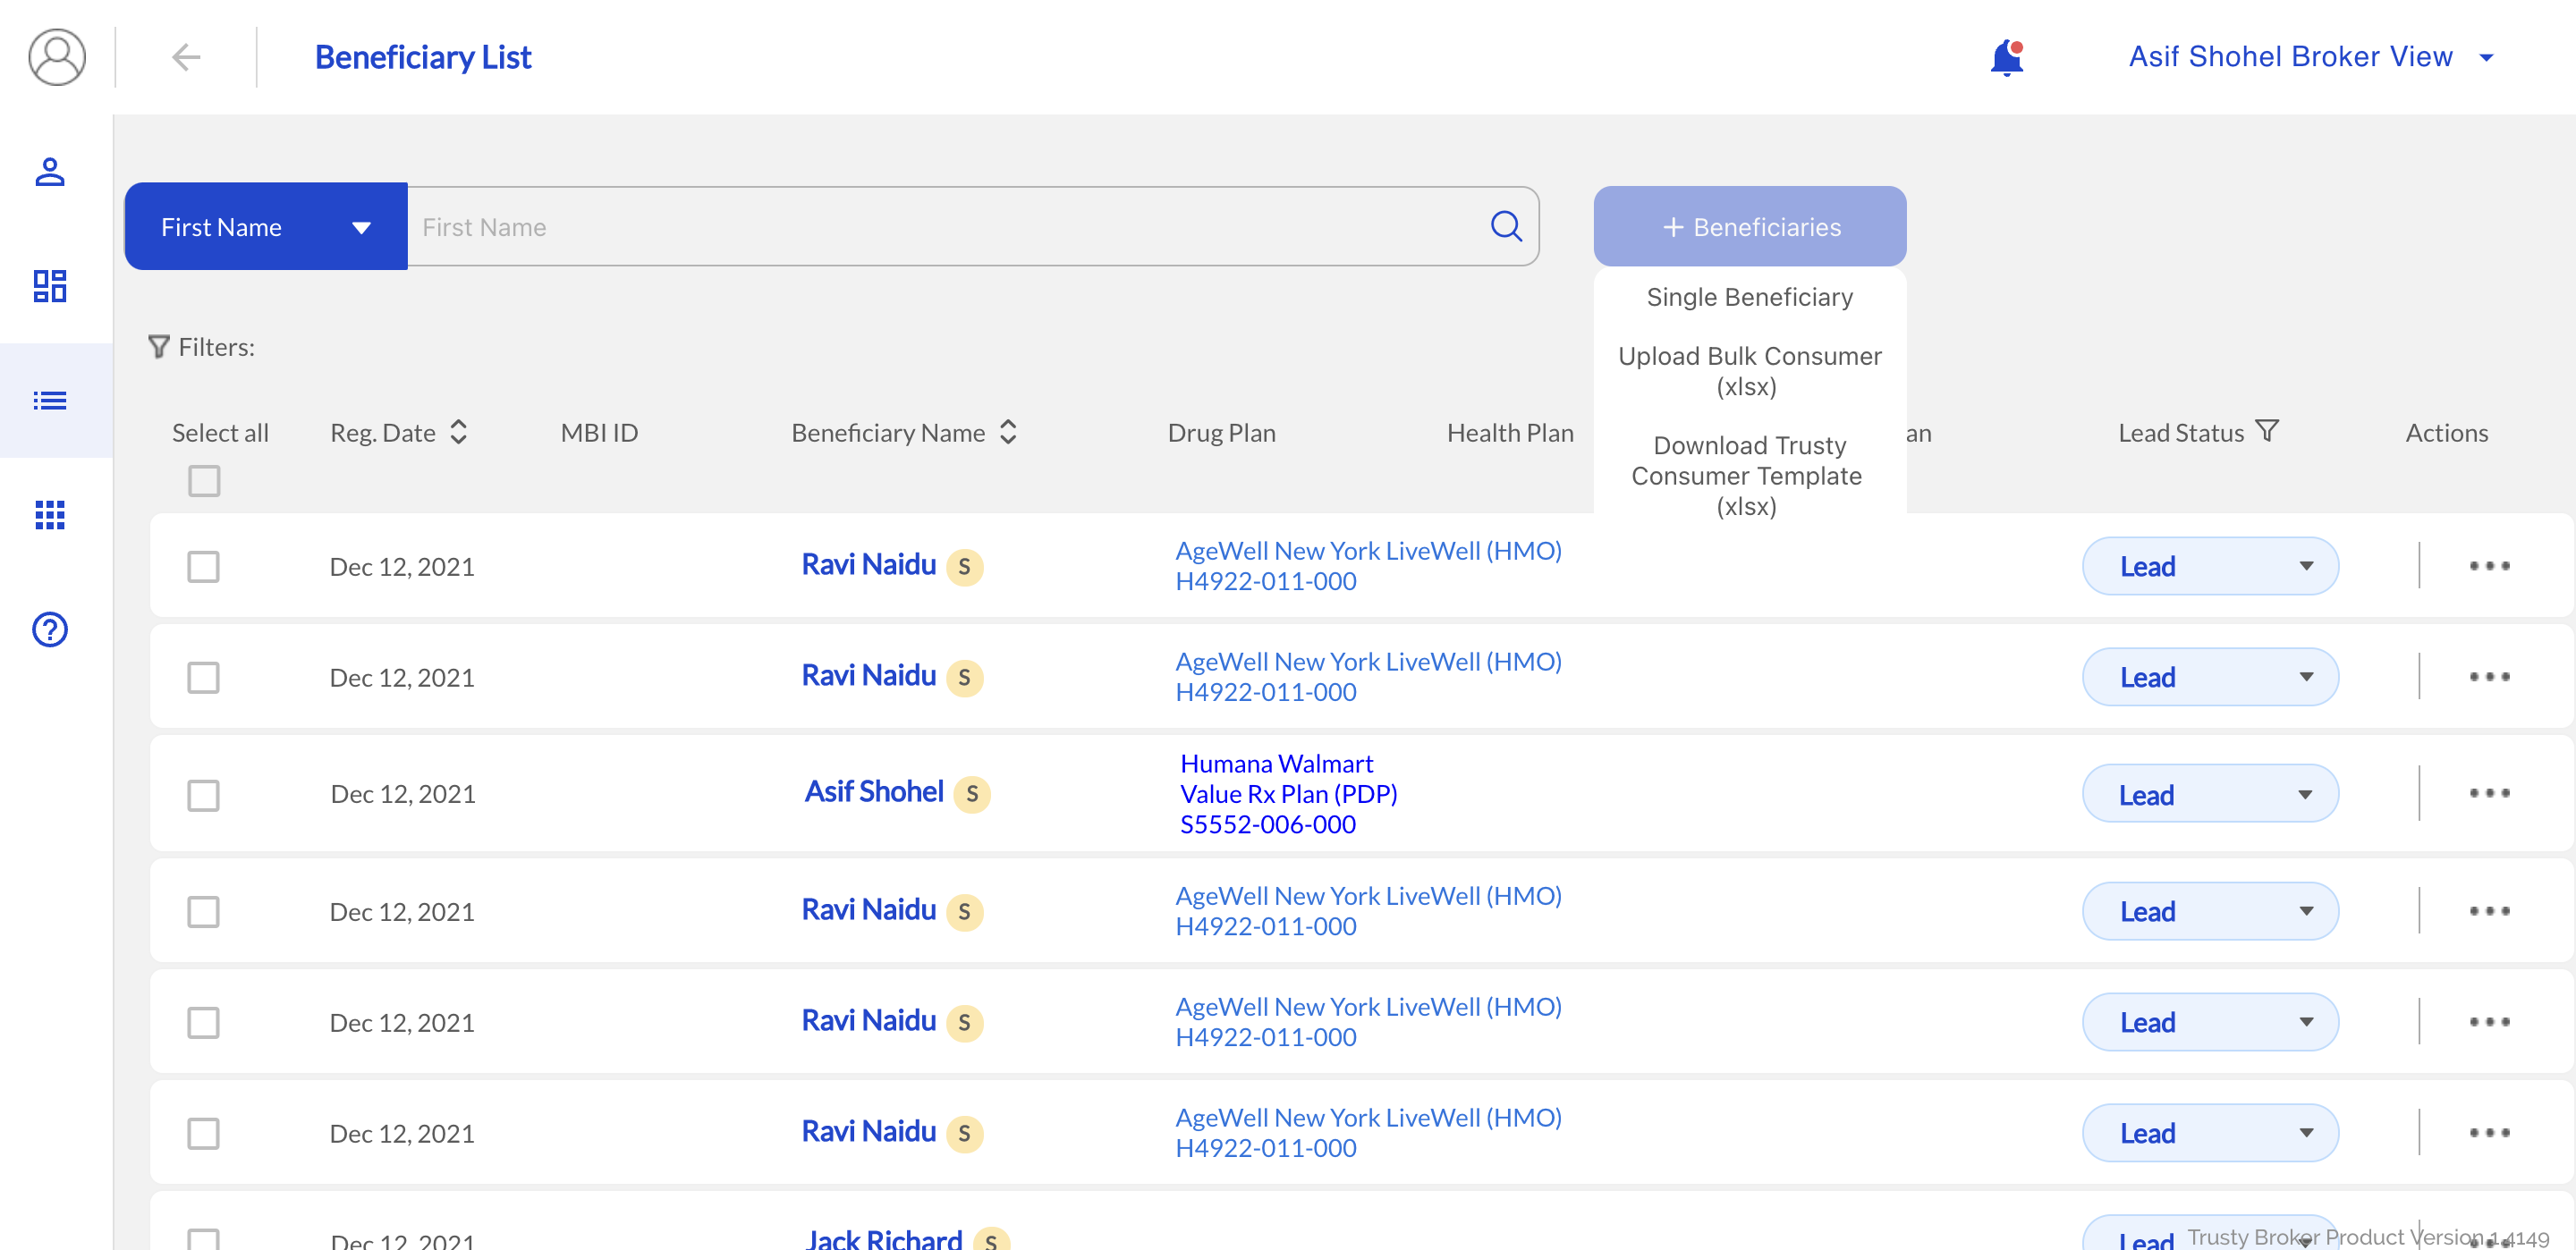 Beneficiary List
Asif Shohel Broker View
First Name
First Name
+ Beneficiaries
Single Beneficiary
Upload Bulk Consumer
(xlsx)
Download Trusty
Consumer Template
(xlsx)
Filters:
Select all
Reg. Date
MBI ID
Beneficiary Name
Drug Plan
Health Plan
an
Lead Status
Actions
Dec 12, 2021
Ravi Naidu S
AgeWell New York LiveWell (HMO)
H4922-011-000
Lead
Dec 12, 2021
Ravi Naidu S
AgeWell New York LiveWell (HMO)
H4922-011-000
Lead
Dec 12, 2021
Asif Shohel S
Humana Walmart
Value Rx Plan (PDP)
S5552-006-000
Lead
Dec 12, 2021
Ravi Naidu S
AgeWell New York LiveWell (HMO)
H4922-011-000
Lead
Dec 12, 2021
Ravi Naidu S
AgeWell New York LiveWell (HMO)
H4922-011-000
Lead
Dec 12, 2021
Ravi Naidu S
AgeWell New York LiveWell (HMO)
H4922-011-000
Lead
Dec 12, 2021
Jack Richard S
Lead
Trusty Broker Product Version 1.4149